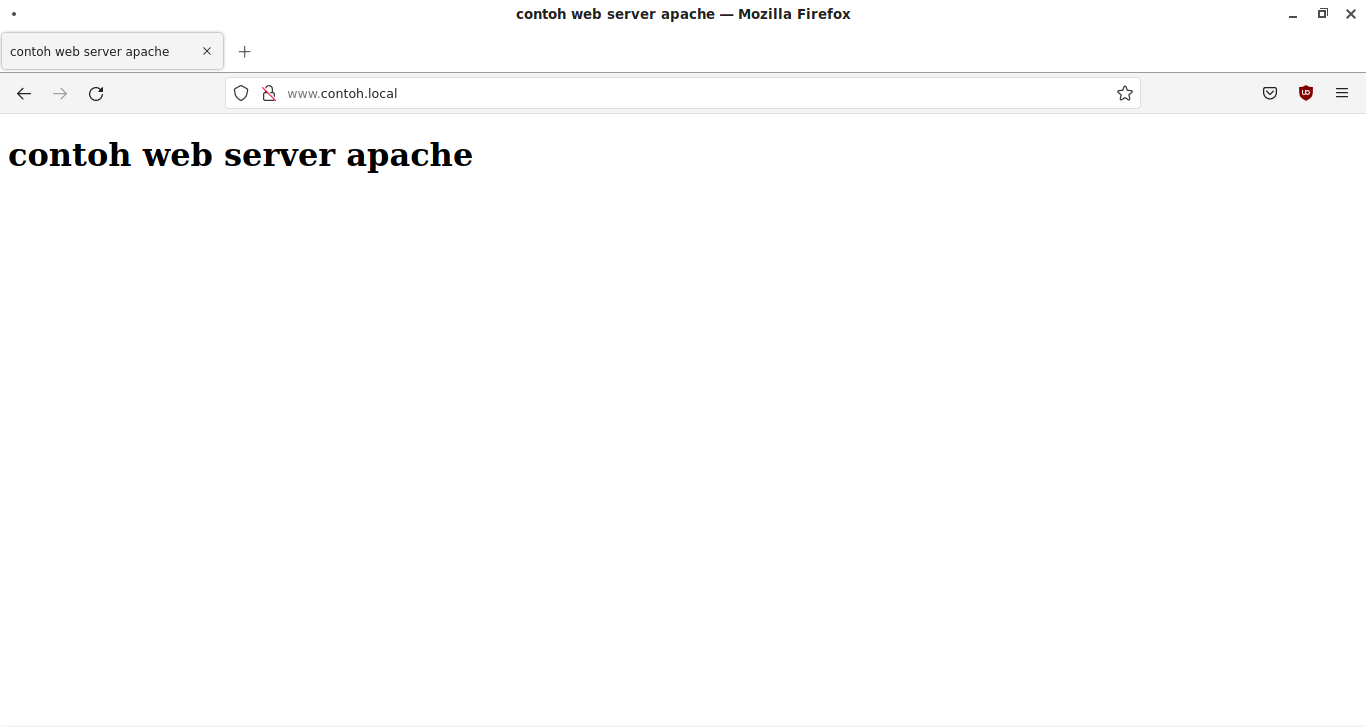 contoh web server apache — Mozilla Firefox
contoh web server apache
www.contoh.local
contoh web server apache